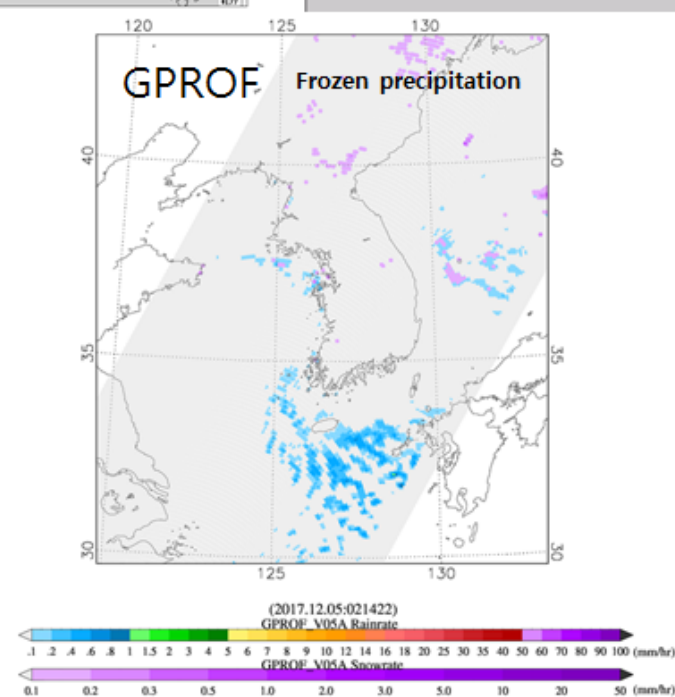 120 125 130
GPROF Frozen precipitation
40 40
35 35
30 30
125 130
(2017.12.05:021422)
GPROF_V05A Rainrate
.1 .2 .4 .6 .8 1 1.5 2 3 4 5 6 7 8 9 10 12 14 16 18 20 25 30 35 40 50 60 70 80 90 100 (mm/hr)
GPROF_V05A Snowrate
0.1 0.2 0.3 0.5 1.0 2.0 3.0 5.0 10 20 50 (mm/hr)